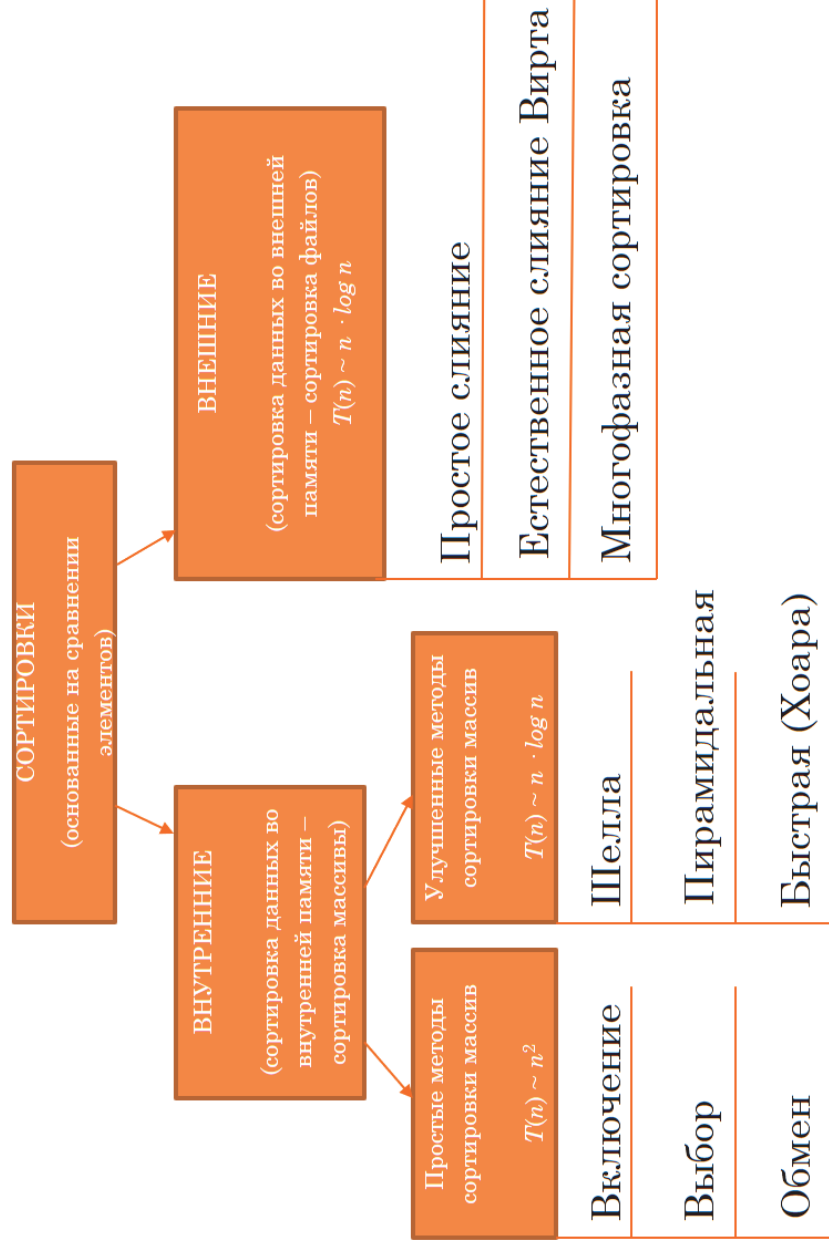 СОРТИРОВКИ
(основанные на сравнении
элементов)
ВНУТРЕННИЕ
(сортировка данных во
внутренней памяти –
сортировка массивы)
ВНЕШНИЕ
(сортировка данных во внешней
памяти – сортировка файлов)
T(n) ~ n · log n
Простые методы
сортировки массив
T(n) ~ n²
Включение
Выбор
Обмен
Улучшенные методы
сортировки массив
T(n) ~ n · log n
Шелла
Пирамидальная
Быстрая (Хоара)
Простое слияние
Естественное слияние Вирта
Многофазная сортировка